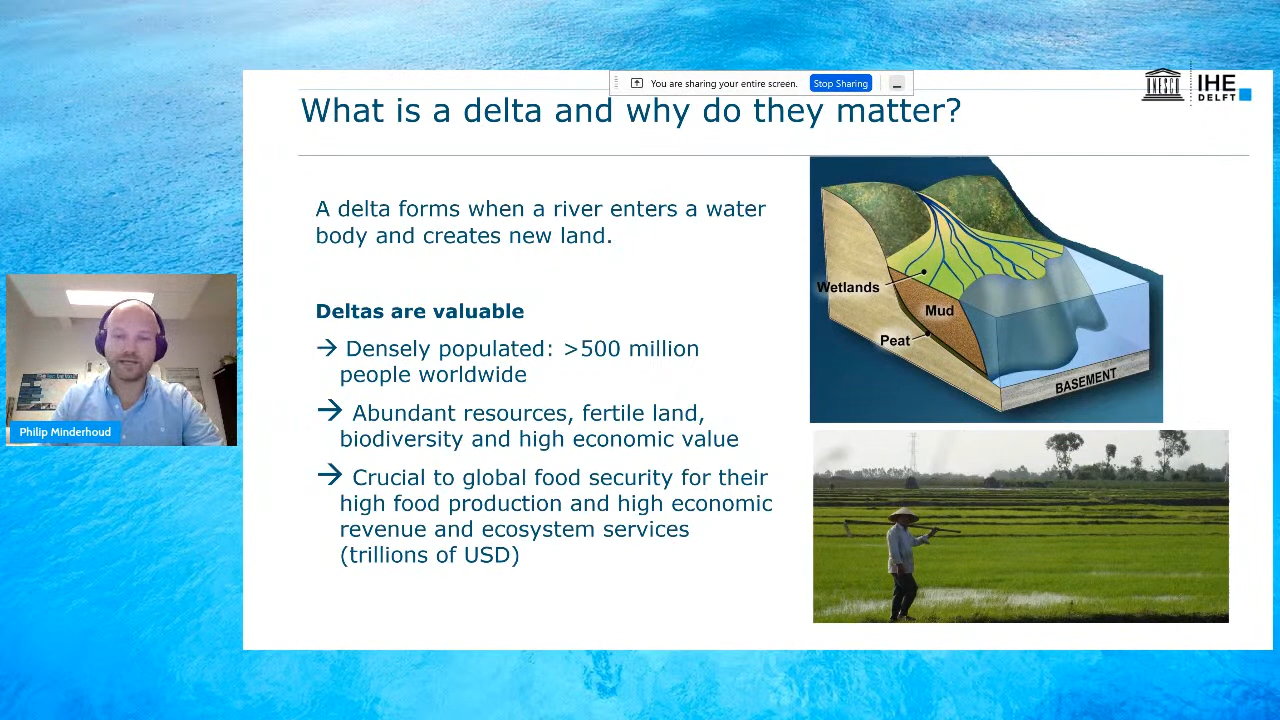 You are sharing your entire screen.
Stop Sharing
UNESCO
IHE
DELFT
What is a delta and why do they matter?
A delta forms when a river enters a water
body and creates new land.
Deltas are valuable
→ Densely populated: >500 million
people worldwide
→ Abundant resources, fertile land,
biodiversity and high economic value
→ Crucial to global food security for their
high food production and high economic
revenue and ecosystem services
(trillions of USD)
Wetlands
Mud
Peat
BASEMENT
Philip Minderhoud